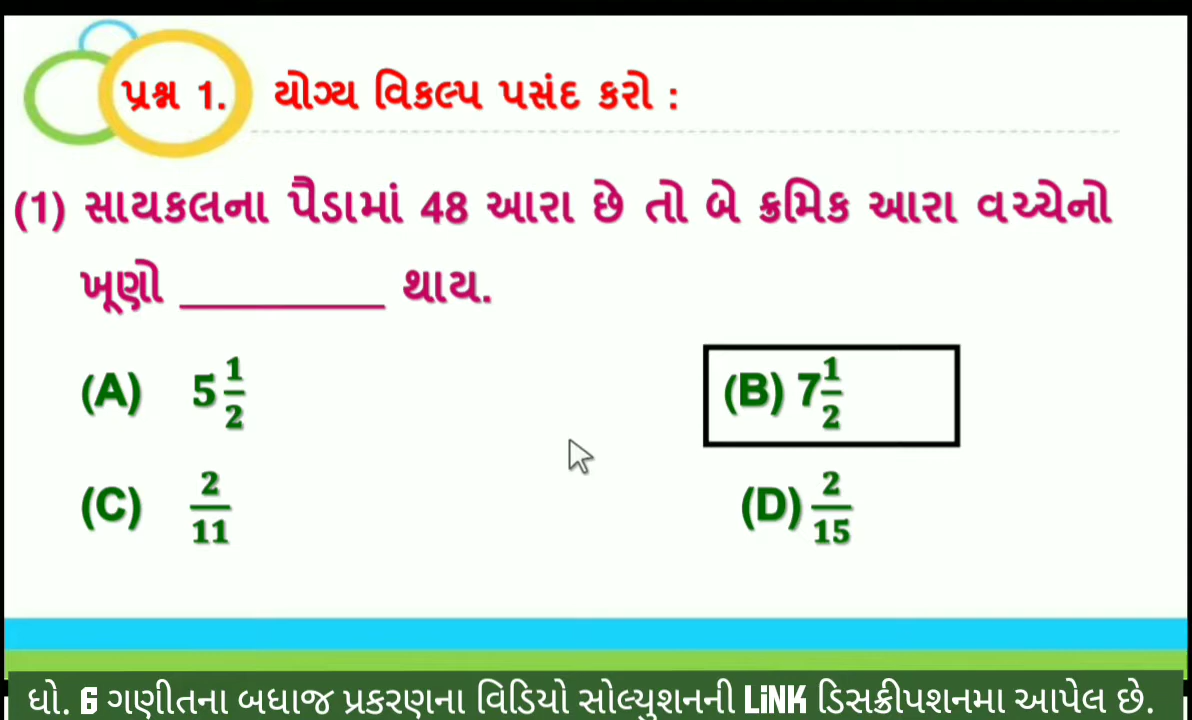 પ્રશ્ન 1. યોગ્ય વિકલ્પ પસંદ કરો :
(1) સાયકલના પૈડામાં 48 આરા છે તો બે ક્રમિક આરા વચ્ચેનો
ખૂણો ________ થાય.
(A) 5 1/2 (B) 7 1/2
(C) 2/11 (D) 2/15
ધો. 6 ગણીતના બધાજ પ્રકરણના વિડિયો સોલ્યુશનની LiNK ડિસક્રીપશનમા આપેલ છે.